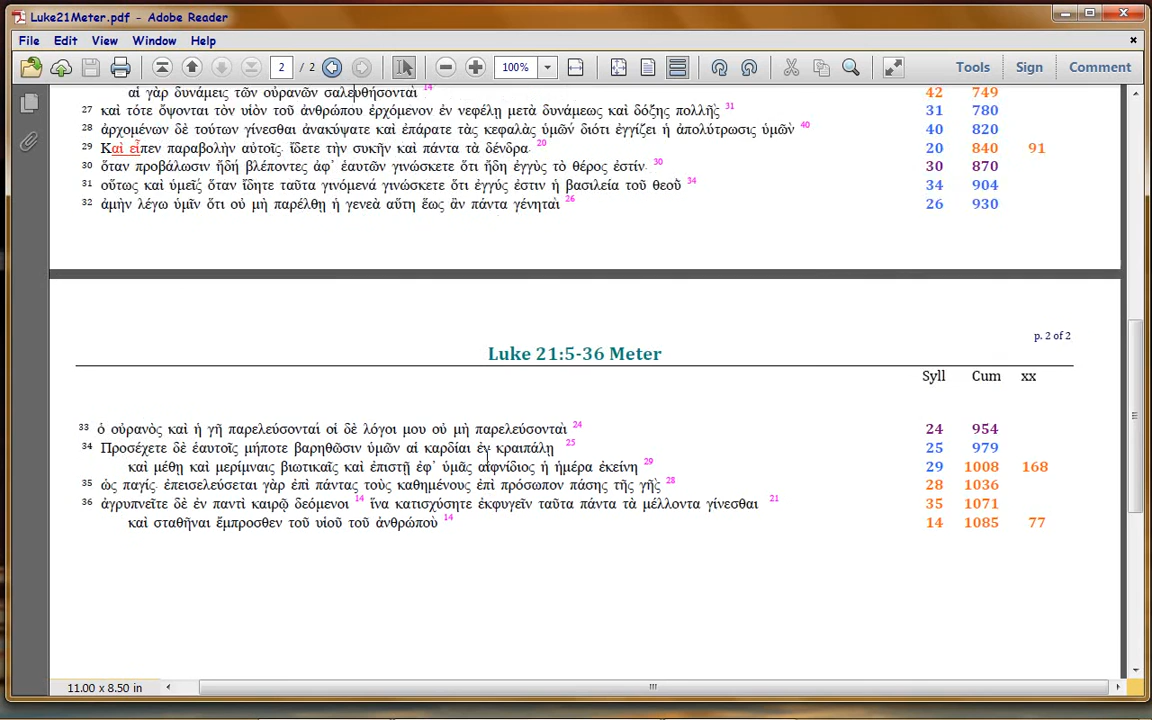 Luke21Meter.pdf - Adobe Reader
File Edit View Window Help
2 / 2 100% Tools Sign Comment
αἱ γὰρ δυνάμεις τῶν οὐρανῶν σαλευθήσονταὶ 14 42 749
27 καὶ τότε ὄψονται τὸν υἱὸν τοῦ ἀνθρώπου ἐρχόμενον ἐν νεφέλῃ μετὰ δυνάμεως καὶ δόξης πολλῆς̀ 31 31 780
28 ἀρχομένων δὲ τούτων γίνεσθαι ἀνακύψατε καὶ ἐπάρατε τὰς κεφαλὰς ὑμῶν́ διότι ἐγγίζει ἡ ἀπολύτρωσις ὑμῶν̀ 40 40 820
29 Καὶ εἶπεν παραβολὴν αὐτοῖς· ἴδετε τὴν συκῆν καὶ πάντα τὰ δένδρα· 20 20 840 91
30 ὅταν προβάλωσιν ἤδή βλέποντες ἀφ᾽ ἑαυτῶν γινώσκετε ὅτι ἤδη ἐγγὺς τὸ θέρος ἐστίν· 30 30 870
31 οὕτως καὶ ὑμεῖς́ ὅταν ἴδητε ταῦτα γινόμενά γινώσκετε ὅτι ἐγγύς ἐστιν ἡ βασιλεία τοῦ θεοῦ̀ 34 34 904
32 ἀμὴν λέγω ὑμῖν ὅτι οὐ μὴ παρέλθῃ ἡ γενεὰ αὕτη ἕως ἂν πάντα γένηταὶ 26 26 930
p. 2 of 2
Luke 21:5-36 Meter
Syll Cum xx
33 ὁ οὐρανὸς καὶ ἡ γῆ παρελεύσονταί οἱ δὲ λόγοι μου οὐ μὴ παρελεύσονταὶ 24 24 954
34 Προσέχετε δὲ ἑαυτοῖς μήποτε βαρηθῶσιν ὑμῶν αἱ καρδίαι ἐν κραιπάλῃ 25 25 979
καὶ μέθῃ καὶ μερίμναις βιωτικαῖς καὶ ἐπιστῇ ἐφ᾽ ὑμᾶς αἰφνίδιος ἡ ἡμέρα ἐκείνη 29 29 1008 168
35 ὡς παγίς· ἐπεισελεύσεται γὰρ ἐπὶ πάντας τοὺς καθημένους ἐπὶ πρόσωπον πάσης τῆς γῆς̀ 28 28 1036
36 ἀγρυπνεῖτε δὲ ἐν παντὶ καιρῷ δεόμενοι 14 ἵνα κατισχύσητε ἐκφυγεῖν ταῦτα πάντα τὰ μέλλοντα γίνεσθαι 21 35 1071
καὶ σταθῆναι ἔμπροσθεν τοῦ υἱοῦ τοῦ ἀνθρώποὺ 14 14 1085 77
11.00 x 8.50 in